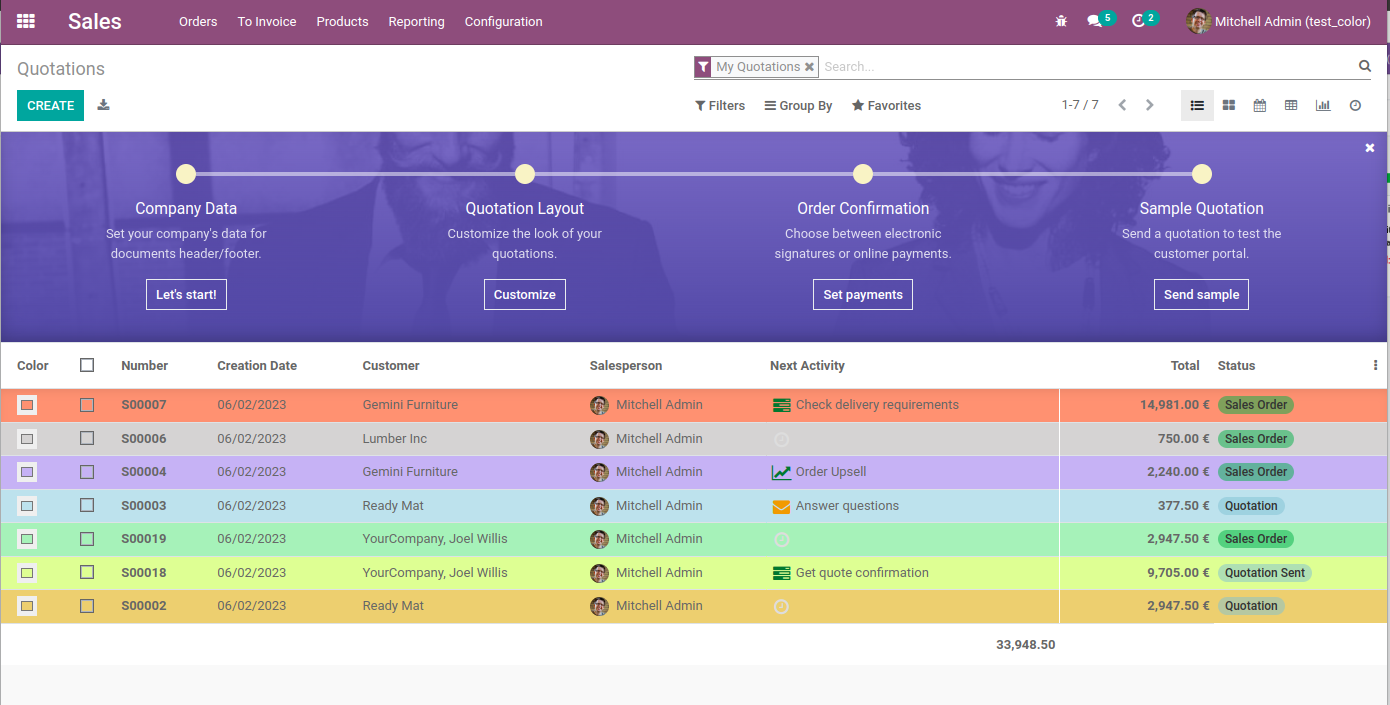 Sales Orders To Invoice Products Reporting Configuration 5 2 Mitchell Admin (test_color)
Quotations My Quotations Search...
CREATE Filters Group By Favorites 1-7 / 7
Company Data Quotation Layout Order Confirmation Sample Quotation
Set your company's data for Customize the look of your Choose between electronic Send a quotation to test the
documents header/footer. quotations. signatures or online payments. customer portal.
Let's start! Customize Set payments Send sample
Color Number Creation Date Customer Salesperson Next Activity Total Status
S00007 06/02/2023 Gemini Furniture Mitchell Admin Check delivery requirements 14,981.00 € Sales Order
S00006 06/02/2023 Lumber Inc Mitchell Admin 750.00 € Sales Order
S00004 06/02/2023 Gemini Furniture Mitchell Admin Order Upsell 2,240.00 € Sales Order
S00003 06/02/2023 Ready Mat Mitchell Admin Answer questions 377.50 € Quotation
S00019 06/02/2023 YourCompany, Joel Willis Mitchell Admin 2,947.50 € Sales Order
S00018 06/02/2023 YourCompany, Joel Willis Mitchell Admin Get quote confirmation 9,705.00 € Quotation Sent
S00002 06/02/2023 Ready Mat Mitchell Admin 2,947.50 € Quotation
33,948.50